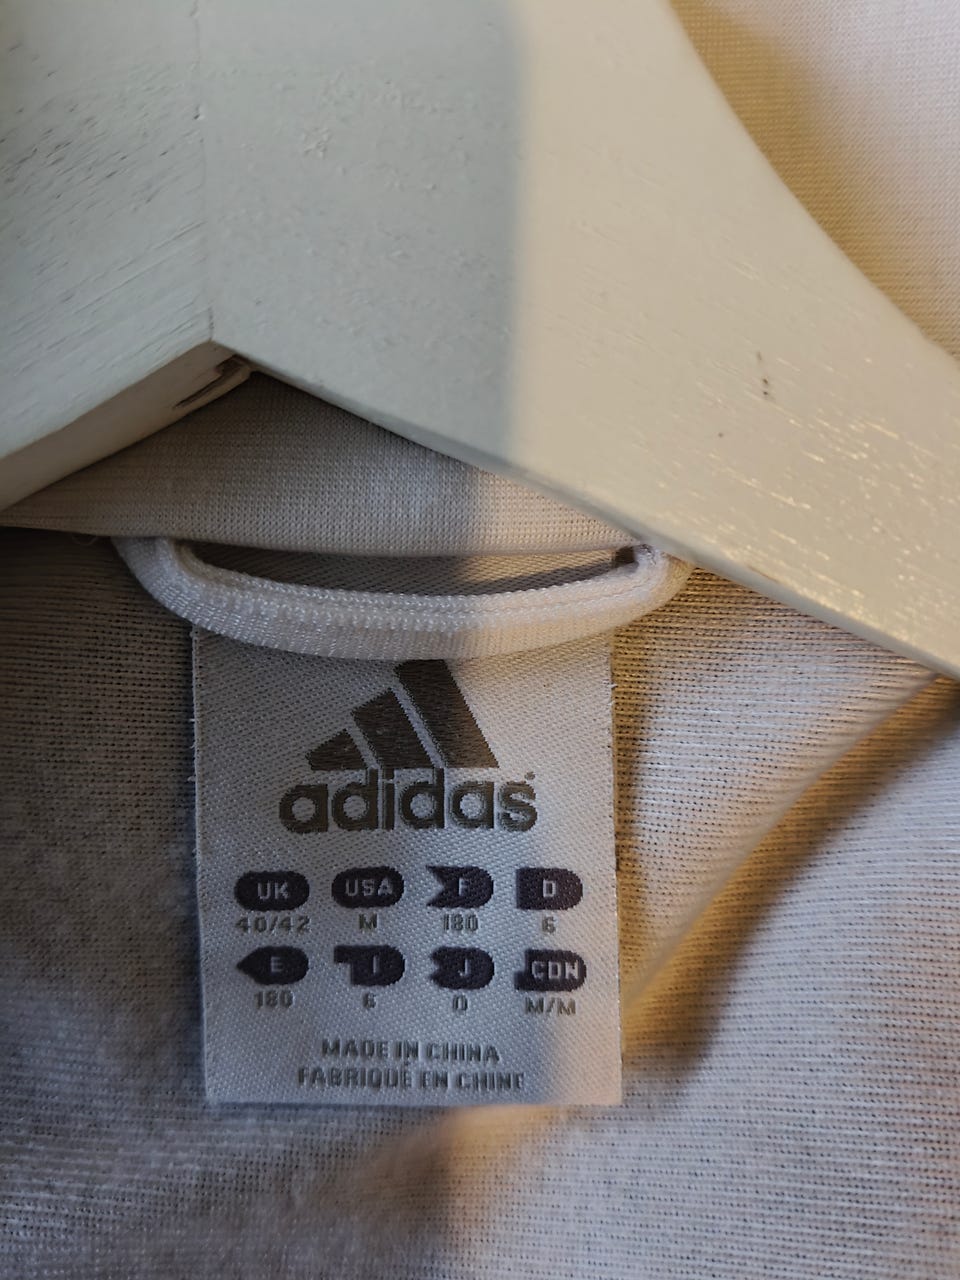 adidas
UK USA F D
40/42 M 180 6
E I J CDN
180 6 O M/M
MADE IN CHINA
FABRIQUÉ EN CHINE